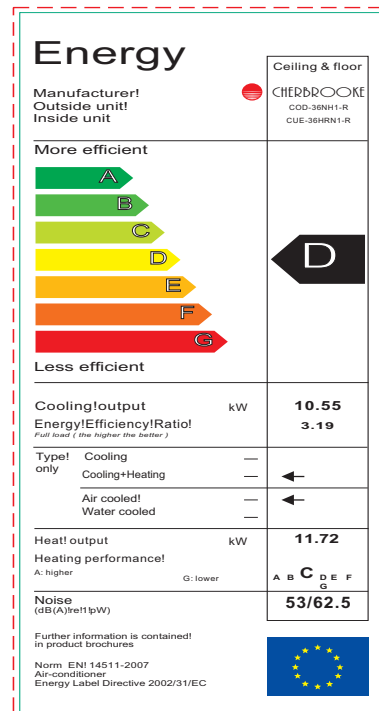 Energy
Ceiling & floor
Manufacturer!
Outside unit!
Inside unit
CHERBROOKE
COD-36NH1-R
CUE-36HRN1-R
More efficient
A
B
C
D
E
F
G
D
Less efficient
Cooling!output kW 10.55
Energy!Efficiency!Ratio! 3.19
Full load ( the higher the better )
Type! Cooling —
only
Cooling+Heating —
Air cooled! —
Water cooled —
Heat! output kW 11.72
Heating performance!
A: higher G: lower A B C D E F
G
Noise 53/62.5
(dB(A)!re!1!pW)
Further information is contained!
in product brochures
Norm EN! 14511-2007
Air-conditioner
Energy Label Directive 2002/31/EC